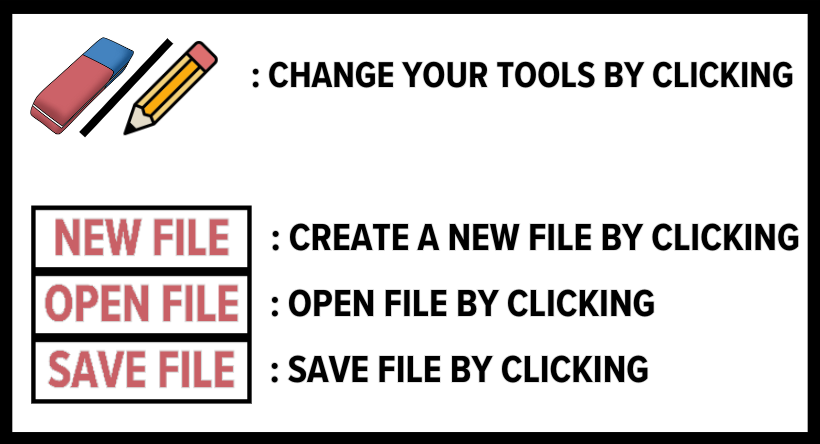 : CHANGE YOUR TOOLS BY CLICKING
NEW FILE : CREATE A NEW FILE BY CLICKING
OPEN FILE : OPEN FILE BY CLICKING
SAVE FILE : SAVE FILE BY CLICKING